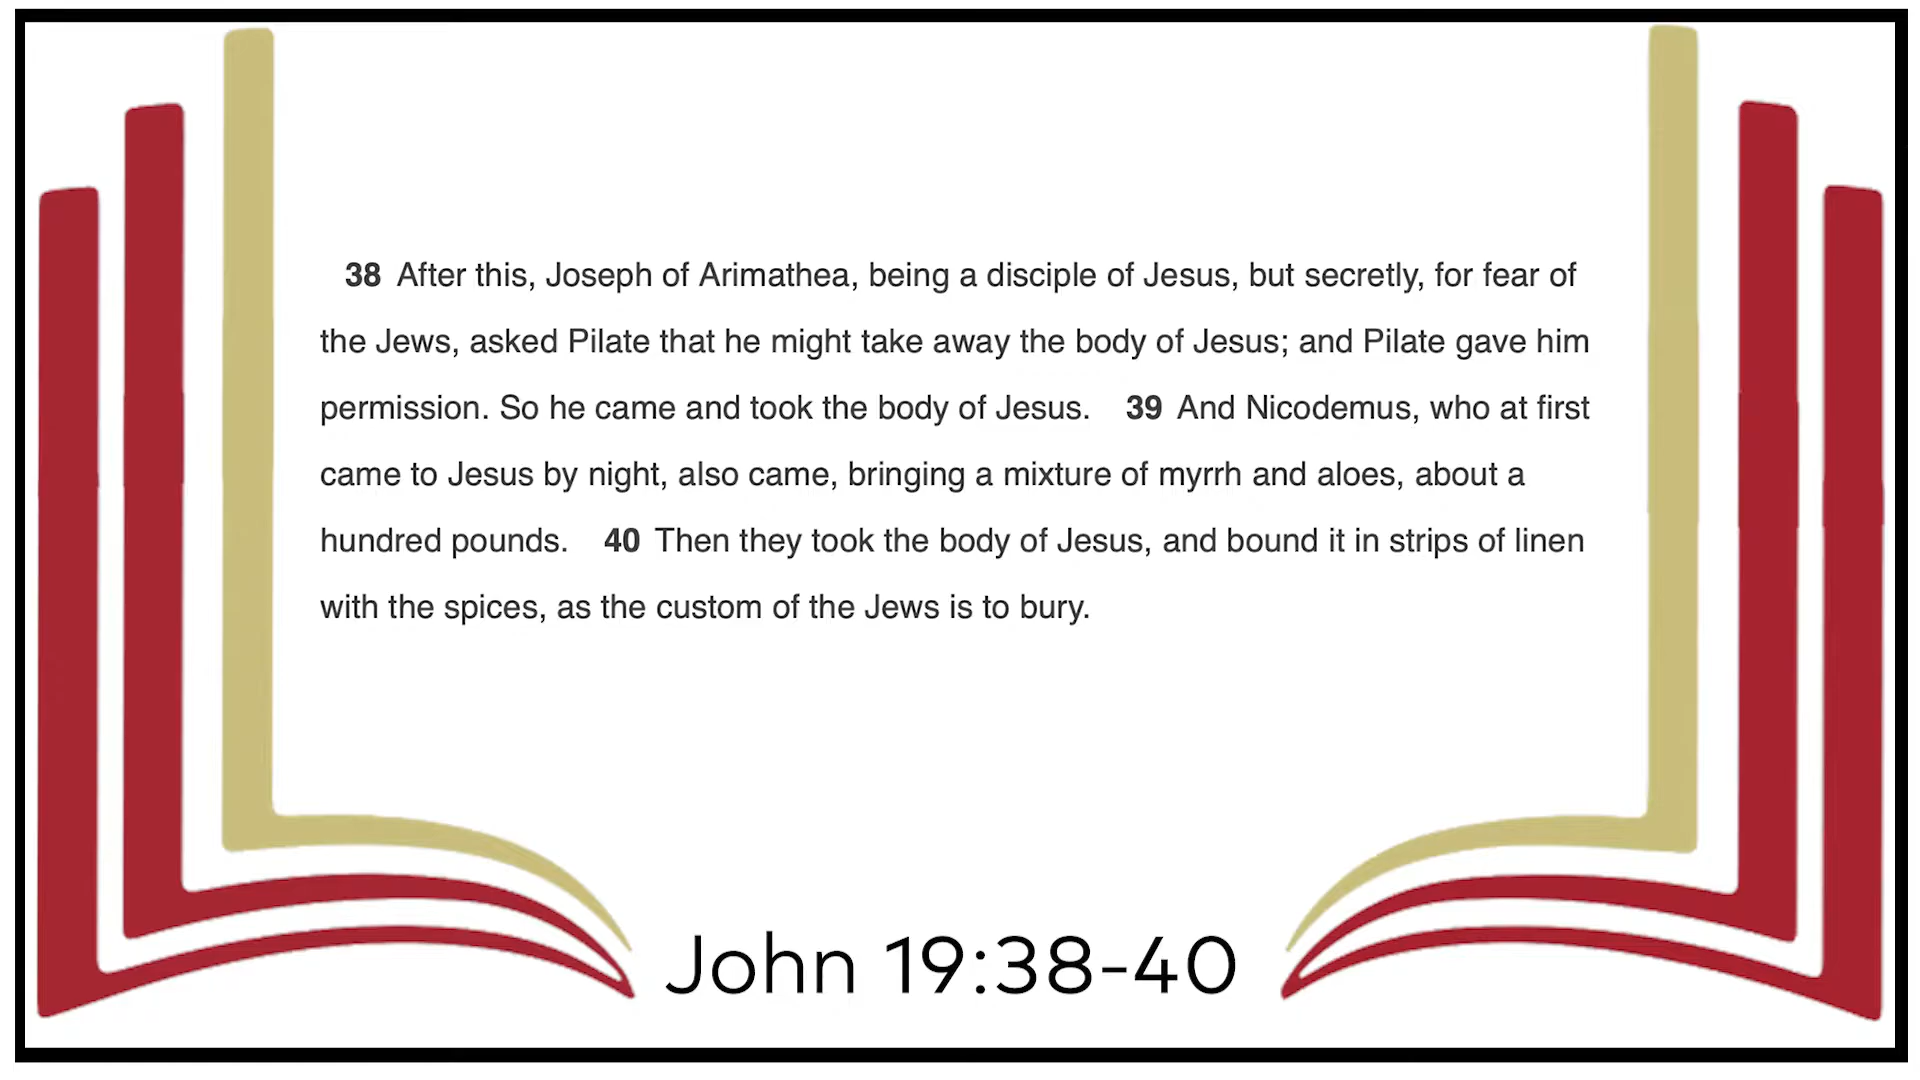 38 After this, Joseph of Arimathea, being a disciple of Jesus, but secretly, for fear of
the Jews, asked Pilate that he might take away the body of Jesus; and Pilate gave him
permission. So he came and took the body of Jesus. 39 And Nicodemus, who at first
came to Jesus by night, also came, bringing a mixture of myrrh and aloes, about a
hundred pounds. 40 Then they took the body of Jesus, and bound it in strips of linen
with the spices, as the custom of the Jews is to bury.
John 19:38-40